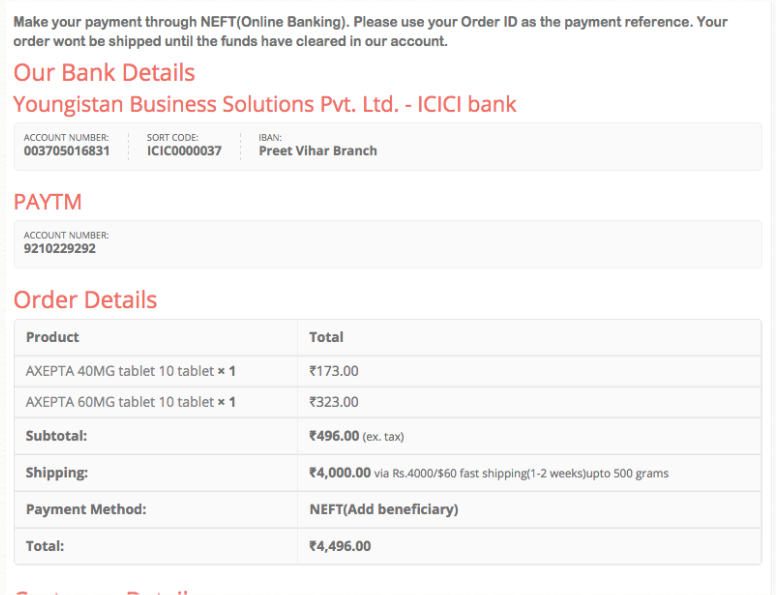 Make your payment through NEFT(Online Banking). Please use your Order ID as the payment reference. Your
order wont be shipped until the funds have cleared in our account.
Our Bank Details
Youngistan Business Solutions Pvt. Ltd. - ICICI bank
ACCOUNT NUMBER: SORT CODE: IBAN:
003705016831 ICIC0000037 Preet Vihar Branch
PAYTM
ACCOUNT NUMBER:
9210229292
Order Details
Product Total
AXEPTA 40MG tablet 10 tablet × 1 ₹173.00
AXEPTA 60MG tablet 10 tablet × 1 ₹323.00
Subtotal: ₹496.00 (ex. tax)
Shipping: ₹4,000.00 via Rs.4000/$60 fast shipping(1-2 weeks)upto 500 grams
Payment Method: NEFT(Add beneficiary)
Total: ₹4,496.00